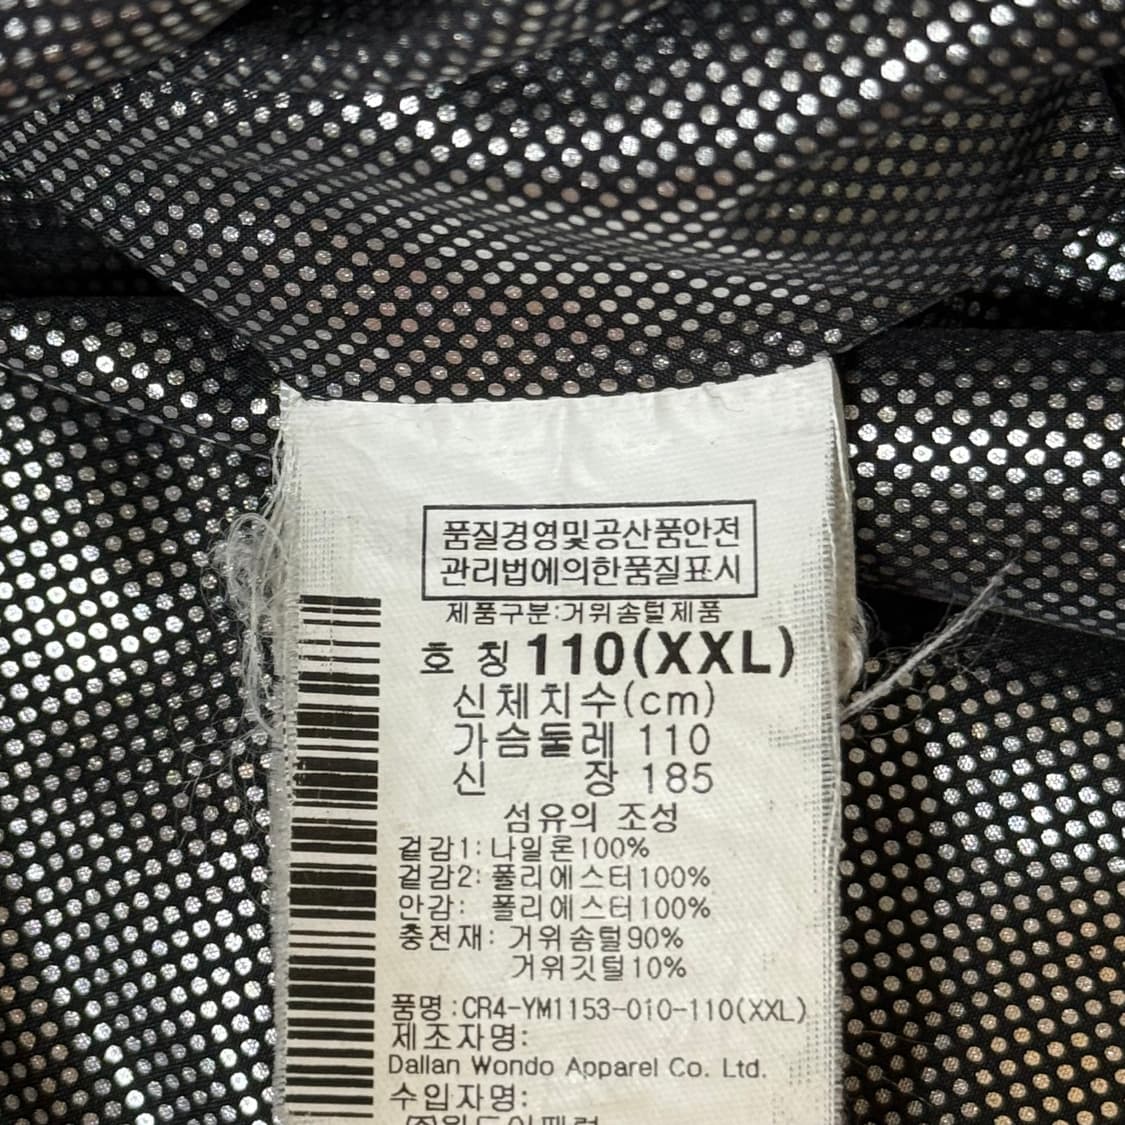 품질경영및공산품안전
관리법에의한품질표시
제품구분:거위솜털제품
호 칭 110(XXL)
신체치수(cm)
가슴둘레 110
신 장 185
섬유의 조성
겉감1: 나일론100%
겉감2: 폴리에스터100%
안감: 폴리에스터100%
충전재: 거위솜털90%
거위깃털10%
품명:CR4-YM1153-010-110(XXL)
제조자명:
Dallan Wondo Apparel Co. Ltd.
수입자명: